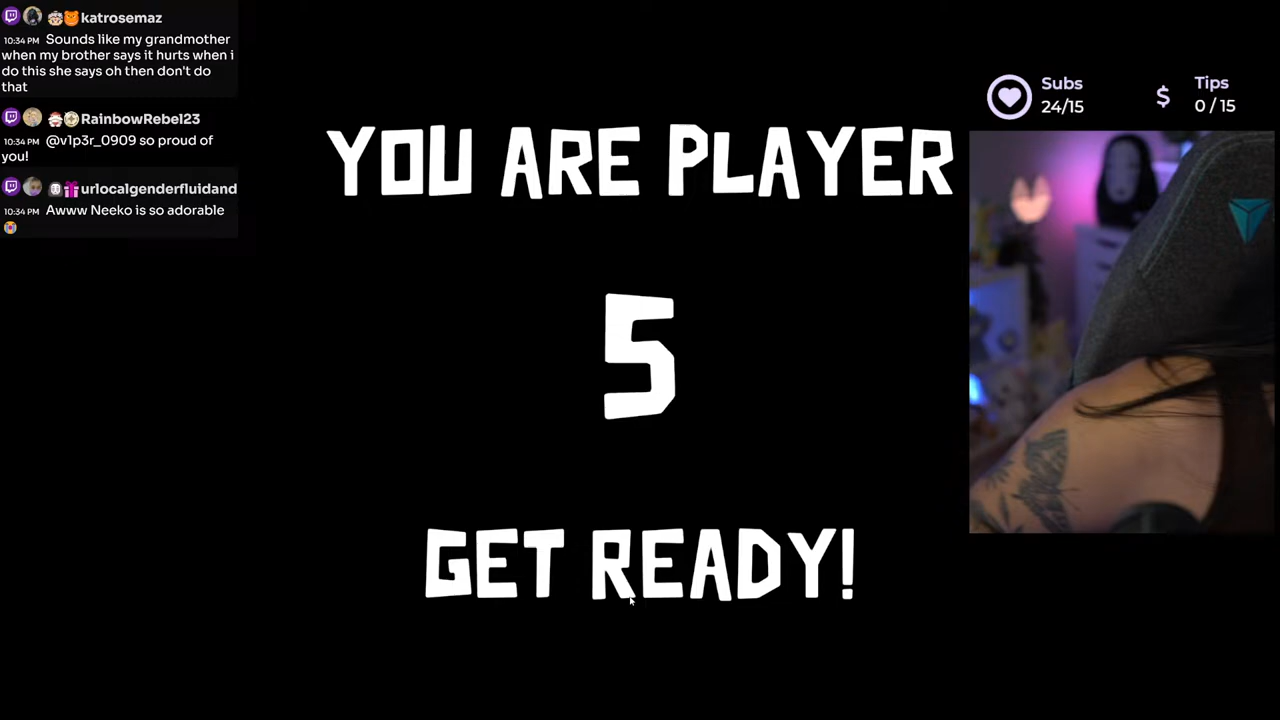 katrosemaz
10:34 PM Sounds like my grandmother
when my brother says it hurts when i
do this she says oh then don't do
that
RainbowRebel23
10:34 PM @v1p3r_0909 so proud of
you!
urlocalgenderfluidand
10:34 PM Awww Neeko is so adorable
YOU ARE PLAYER
5
GET READY!
Subs
24/15
$
Tips
0 / 15